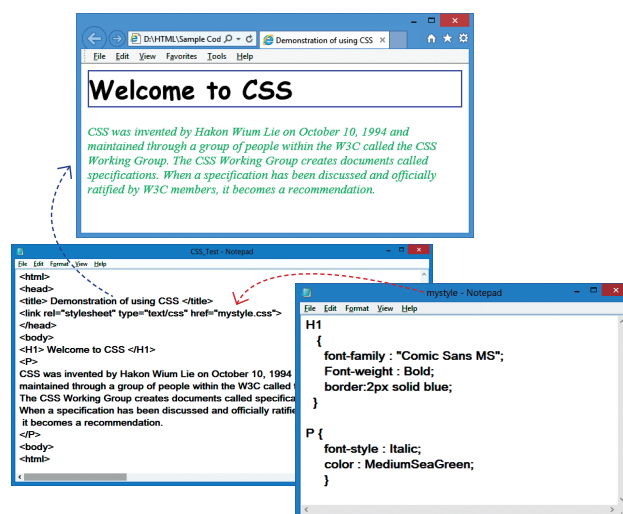 D:\HTML\Sample Cod
Demonstration of using CSS
File Edit View Favorites Tools Help
Welcome to CSS
CSS was invented by Hakon Wium Lie on October 10, 1994 and
maintained through a group of people within the W3C called the CSS
Working Group. The CSS Working Group creates documents called
specifications. When a specification has been discussed and officially
ratified by W3C members, it becomes a recommendation.
CSS_Test - Notepad
File Edit Format View Help
<html>
<head>
<title> Demonstration of using CSS </title>
<link rel="stylesheet" type="text/css" href="mystyle.css">
</head>
<body>
<H1> Welcome to CSS </H1>
<P>
CSS was invented by Hakon Wium Lie on October 10, 1994
maintained through a group of people within the W3C called
The CSS Working Group creates documents called specifica
When a specification has been discussed and officially ratifie
it becomes a recommendation.
</P>
<body>
<html>
mystyle - Notepad
File Edit Format View Help
H1
{
font-family : "Comic Sans MS";
Font-weight : Bold;
border:2px solid blue;
}
P {
font-style : Italic;
color : MediumSeaGreen;
}